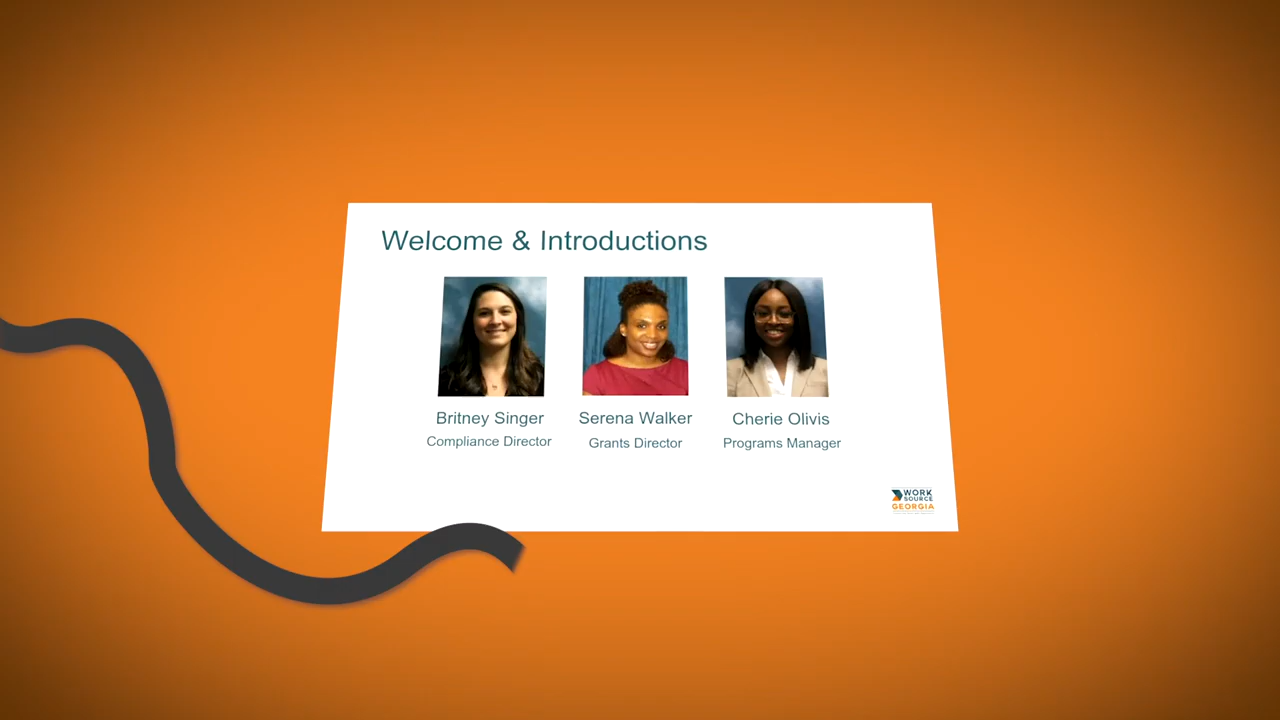 Welcome & Introductions
Britney Singer
Serena Walker
Cherie Olivis
Compliance Director
Grants Director
Programs Manager
WORK
SOURCE
GEORGIA